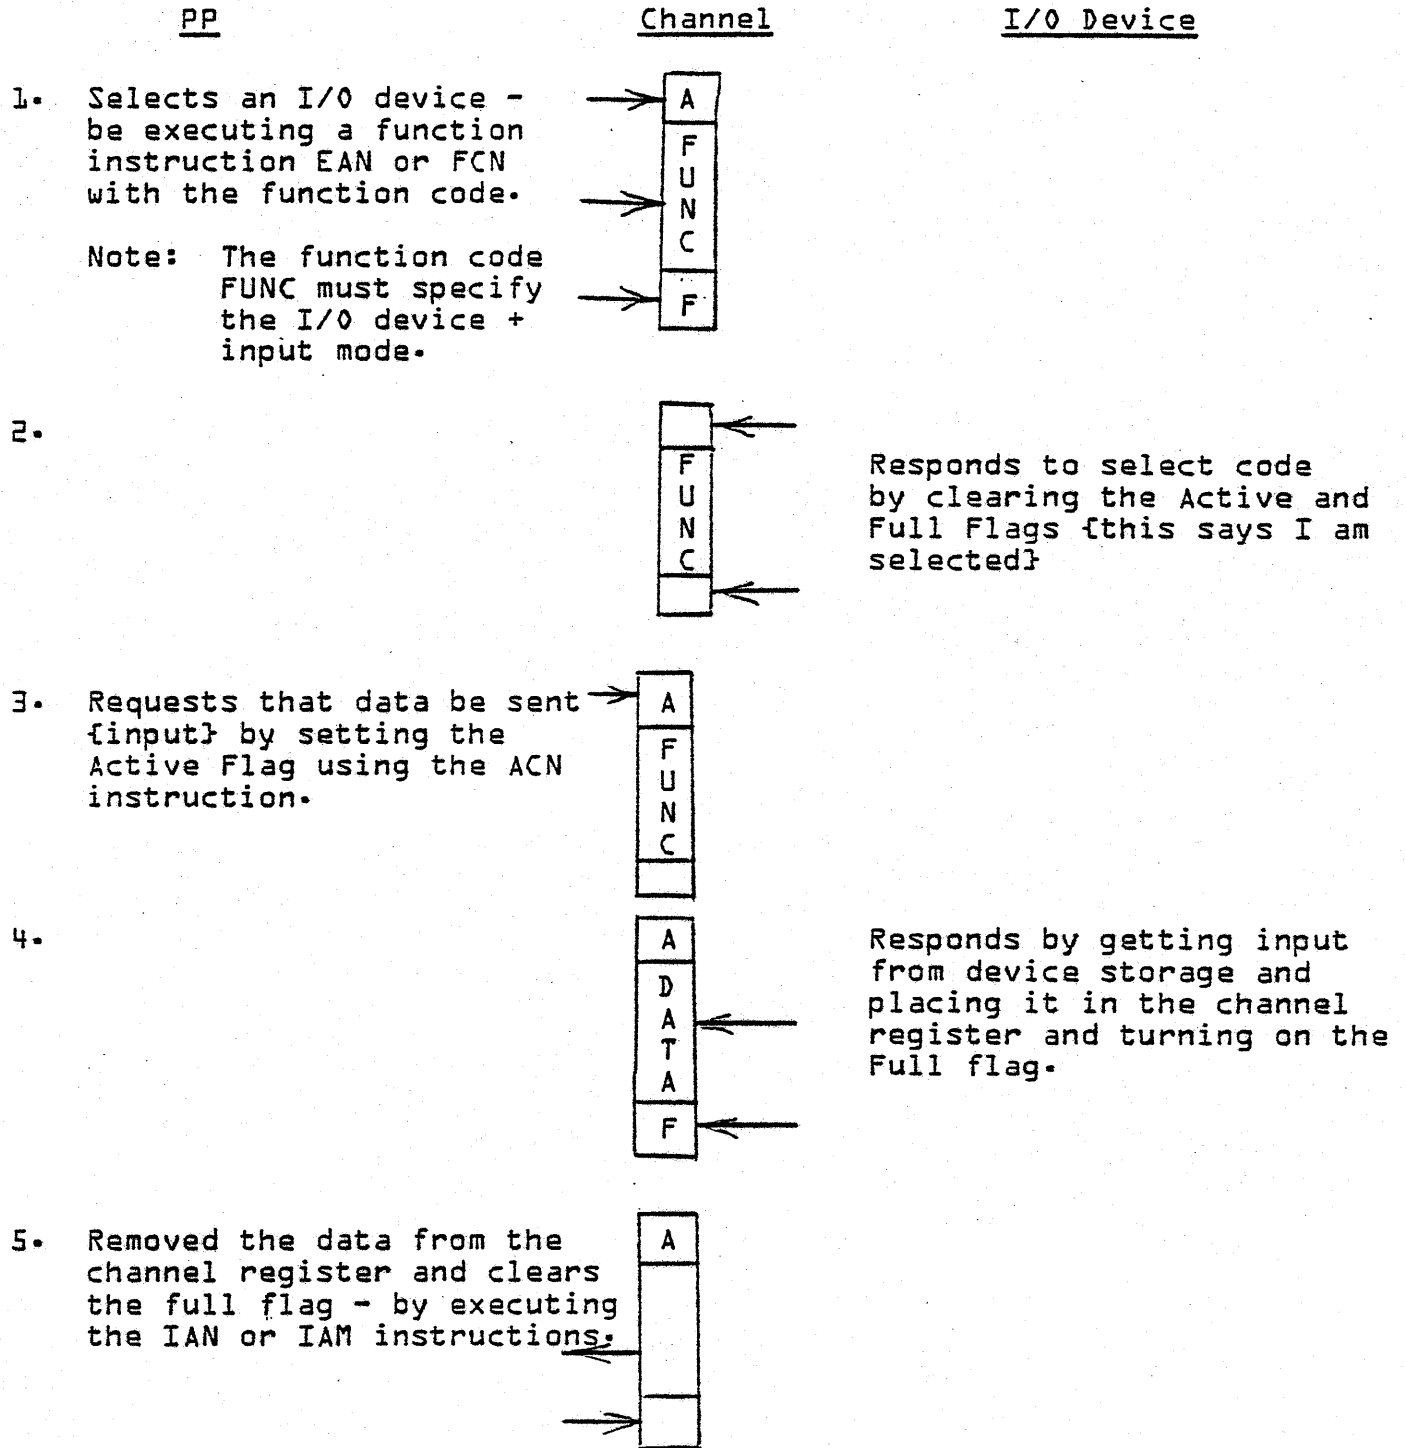 PP Channel I/O Device
1. Selects an I/O device -
be executing a function
instruction EAN or FCN
with the function code.
Note: The function code
FUNC must specify
the I/O device +
input mode.
A
F
U
N
C
F
2.
F
U
N
C
Responds to select code
by clearing the Active and
Full Flags {this says I am
selected}
3. Requests that data be sent
{input} by setting the
Active Flag using the ACN
instruction.
A
F
U
N
C
4.
A
D
A
T
A
F
Responds by getting input
from device storage and
placing it in the channel
register and turning on the
Full flag.
5. Removed the data from the
channel register and clears
the full flag - by executing
the IAN or IAM instructions.
A